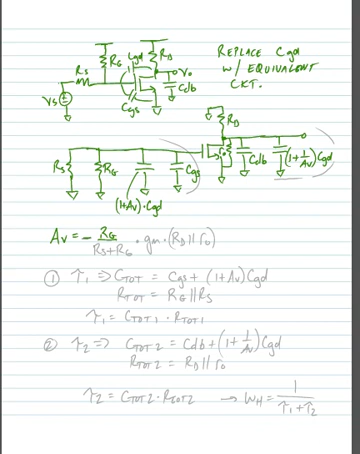 REPLACE Cgd
W/ EQUIVALENT
CKT.
RG
Cgd
RD
RS
Vo
VS
Cgs
Cdb
RD
RS
RG
Cgs
ro
Cdb
(1+1/Av)Cgd
(1+Av)·Cgd
Av = - RG/(RS+RG) · gm · (RD || ro)
① τ1 => CTOT = Cgs + (1+Av)Cgd
RTOT = RG || RS
τ1 = CTOT1 · RTOT1
② τ2 => CTOT2 = Cdb + (1+1/Av)Cgd
RTOT2 = RD || ro
τ2 = CTOT2 · RTOT2 → WH = 1/(τ1+τ2)